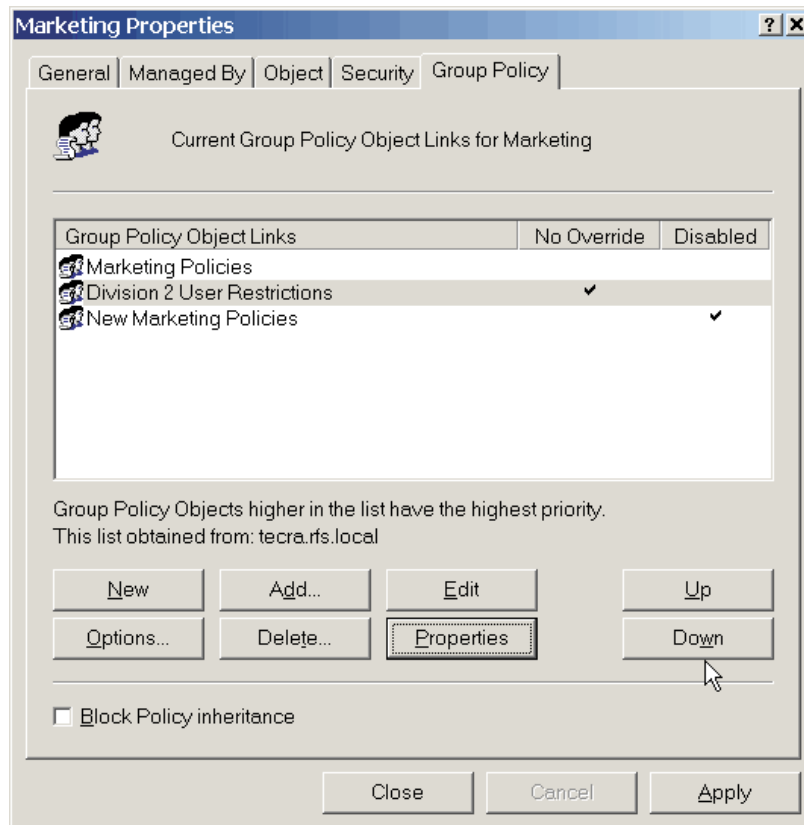 Marketing Properties
General Managed By Object Security Group Policy
Current Group Policy Object Links for Marketing
Group Policy Object Links No Override Disabled
Marketing Policies
Division 2 User Restrictions
New Marketing Policies
Group Policy Objects higher in the list have the highest priority.
This list obtained from: tecra.rfs.local
New Add... Edit Up
Options... Delete... Properties Down
Block Policy inheritance
Close Cancel Apply